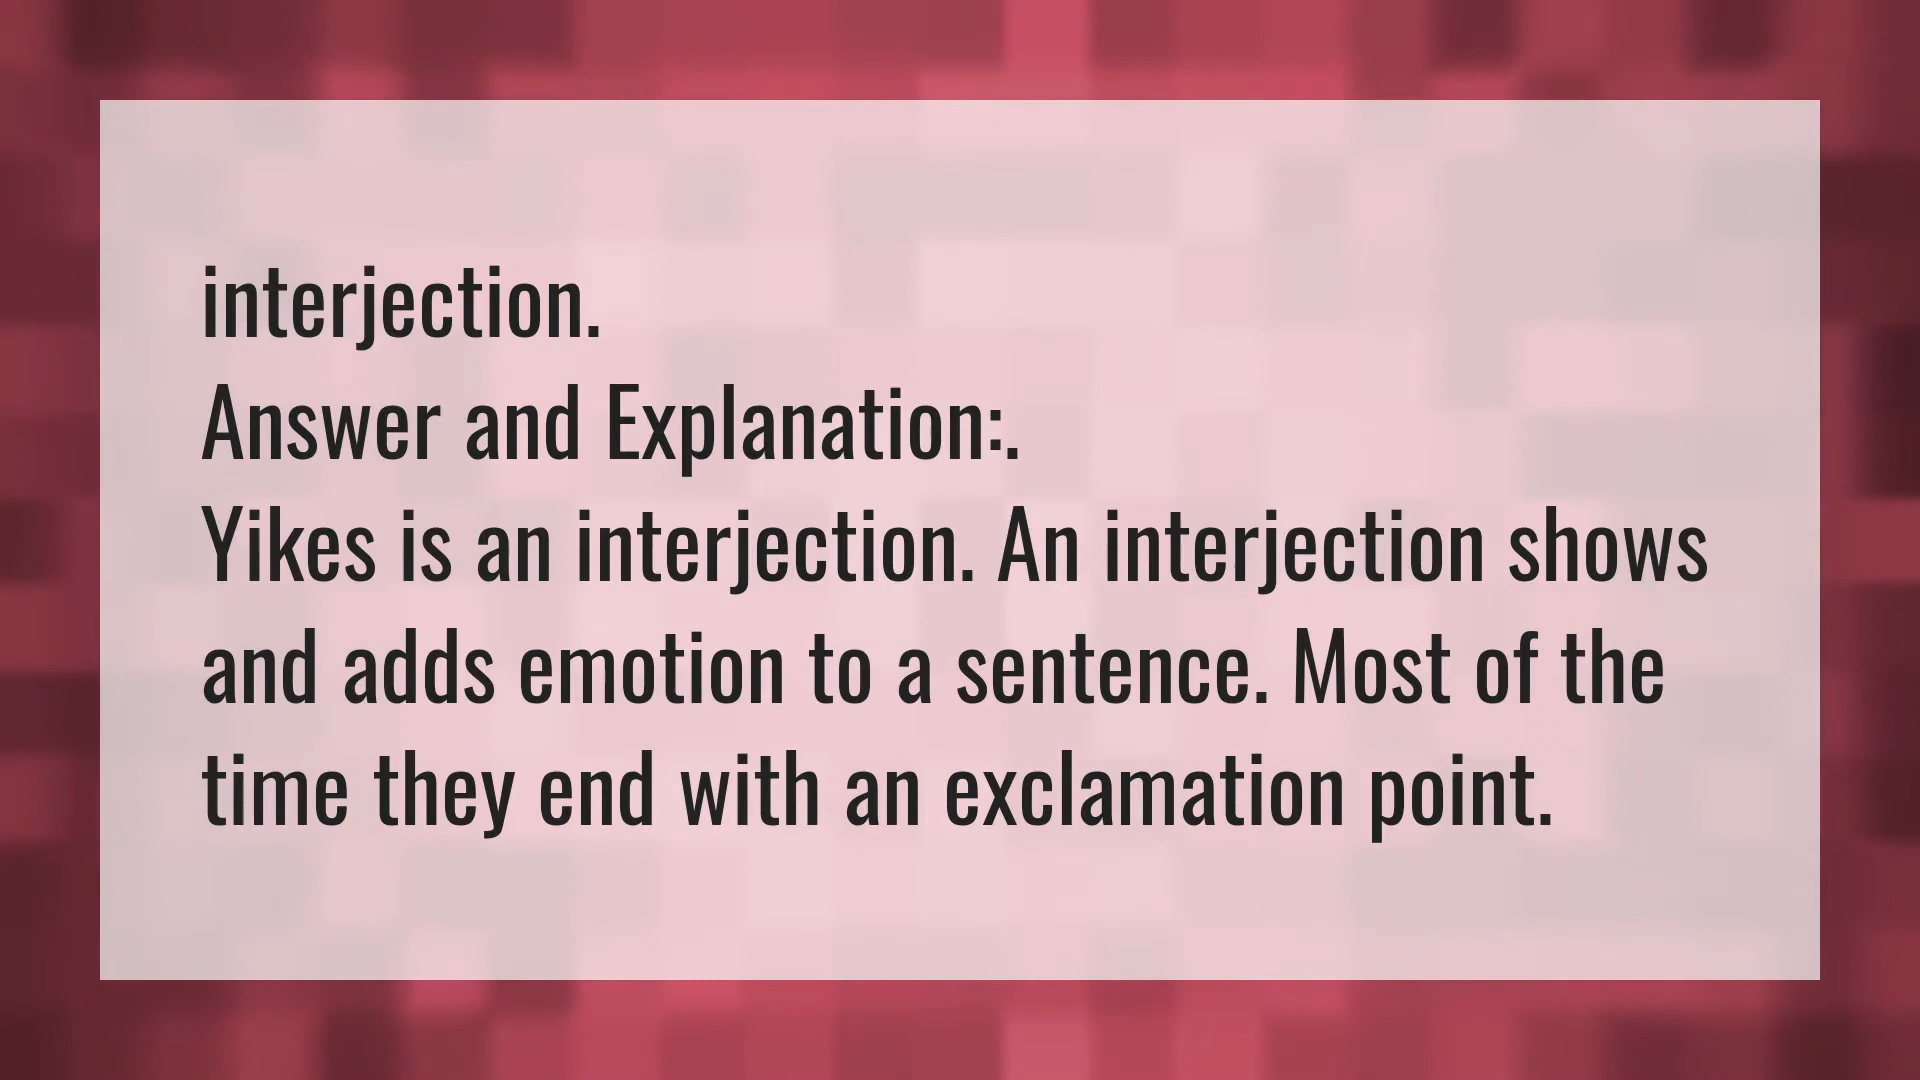 interjection.
Answer and Explanation:.
Yikes is an interjection. An interjection shows
and adds emotion to a sentence. Most of the
time they end with an exclamation point.